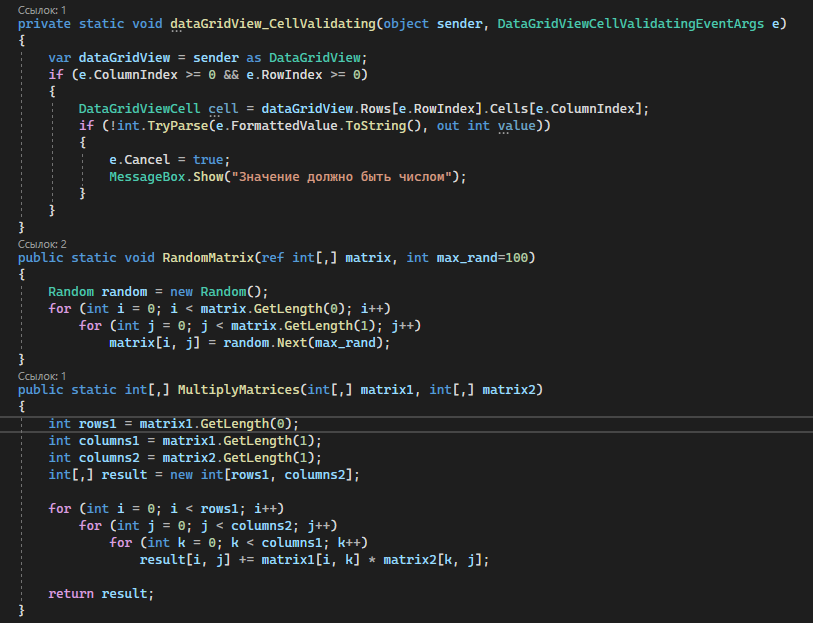 Ссылок: 1
private static void dataGridView_CellValidating(object sender, DataGridViewCellValidatingEventArgs e)
{
    var dataGridView = sender as DataGridView;
    if (e.ColumnIndex >= 0 && e.RowIndex >= 0)
    {
        DataGridViewCell cell = dataGridView.Rows[e.RowIndex].Cells[e.ColumnIndex];
        if (!int.TryParse(e.FormattedValue.ToString(), out int value))
        {
            e.Cancel = true;
            MessageBox.Show("Значение должно быть числом");
        }
    }
}
Ссылок: 2
public static void RandomMatrix(ref int[,] matrix, int max_rand=100)
{
    Random random = new Random();
    for (int i = 0; i < matrix.GetLength(0); i++)
        for (int j = 0; j < matrix.GetLength(1); j++)
            matrix[i, j] = random.Next(max_rand);
}
Ссылок: 1
public static int[,] MultiplyMatrices(int[,] matrix1, int[,] matrix2)
{
    int rows1 = matrix1.GetLength(0);
    int columns1 = matrix1.GetLength(1);
    int columns2 = matrix2.GetLength(1);
    int[,] result = new int[rows1, columns2];

    for (int i = 0; i < rows1; i++)
        for (int j = 0; j < columns2; j++)
            for (int k = 0; k < columns1; k++)
                result[i, j] += matrix1[i, k] * matrix2[k, j];

    return result;
}